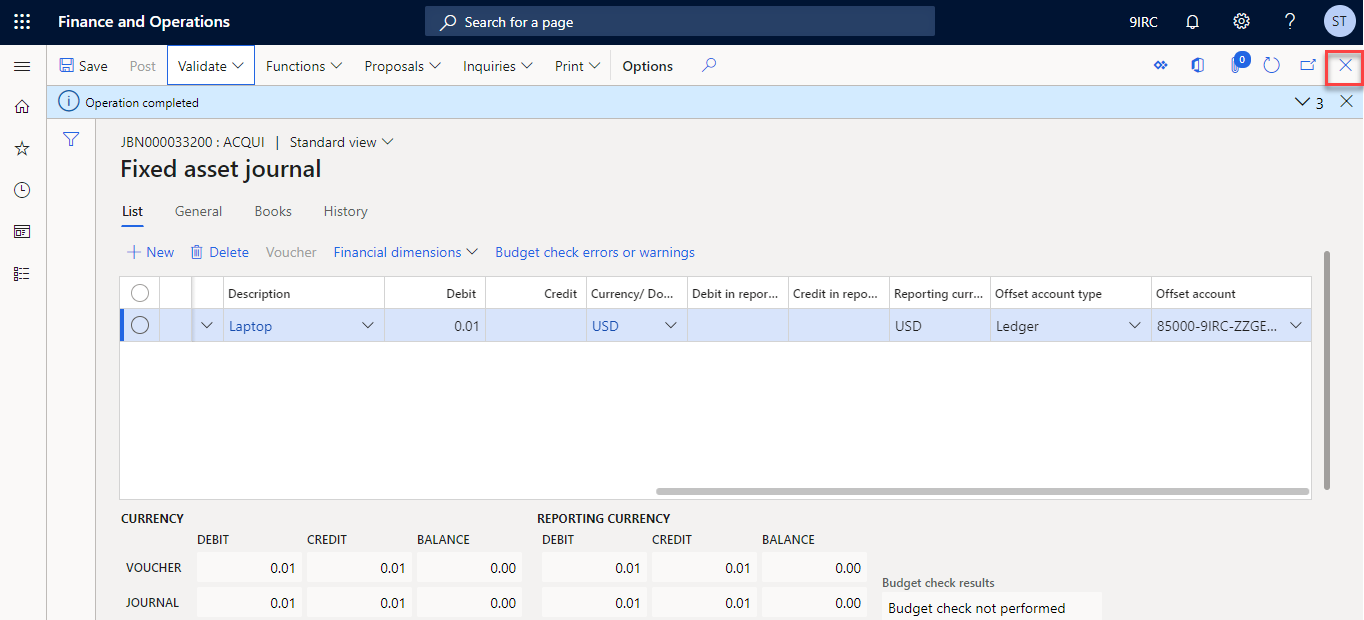 Finance and Operations Search for a page 9IRC ? ST
Save Post Validate Functions Proposals Inquiries Print Options 0
Operation completed 3
JBN000033200 : ACQUI | Standard view
Fixed asset journal
List General Books History
New Delete Voucher Financial dimensions Budget check errors or warnings
Description Debit Credit Currency/ Do... Debit in repor... Credit in repo... Reporting curr... Offset account type Offset account
Laptop 0.01 USD USD Ledger 85000-9IRC-ZZGE...
CURRENCY REPORTING CURRENCY
DEBIT CREDIT BALANCE DEBIT CREDIT BALANCE
VOUCHER 0.01 0.01 0.00 0.01 0.01 0.00
Budget check results
JOURNAL 0.01 0.01 0.00 0.01 0.01 0.00
Budget check not performed